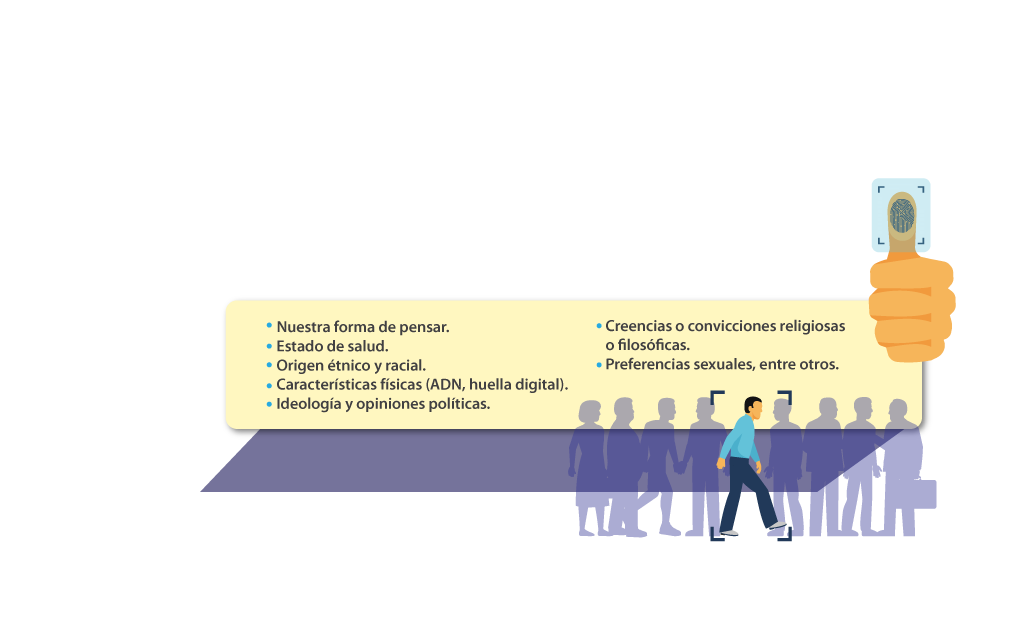 • Nuestra forma de pensar.
• Estado de salud.
• Origen étnico y racial.
• Características físicas (ADN, huella digital).
• Ideología y opiniones políticas.
• Creencias o convicciones religiosas
o filosóficas.
• Preferencias sexuales, entre otros.